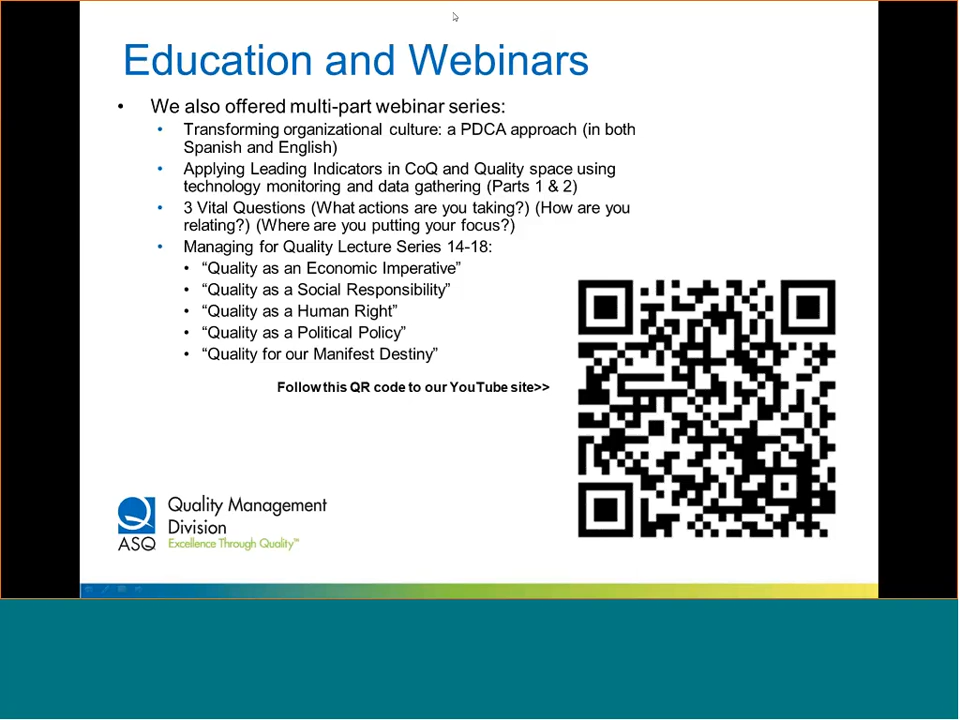 Education and Webinars
• We also offered multi-part webinar series:
• Transforming organizational culture: a PDCA approach (in both
Spanish and English)
• Applying Leading Indicators in CoQ and Quality space using
technology monitoring and data gathering (Parts 1 & 2)
• 3 Vital Questions (What actions are you taking?) (How are you
relating?) (Where are you putting your focus?)
• Managing for Quality Lecture Series 14-18:
• “Quality as an Economic Imperative”
• “Quality as a Social Responsibility”
• “Quality as a Human Right”
• “Quality as a Political Policy”
• “Quality for our Manifest Destiny”
Follow this QR code to our YouTube site>>
Quality Management
Division
ASQ Excellence Through Quality™